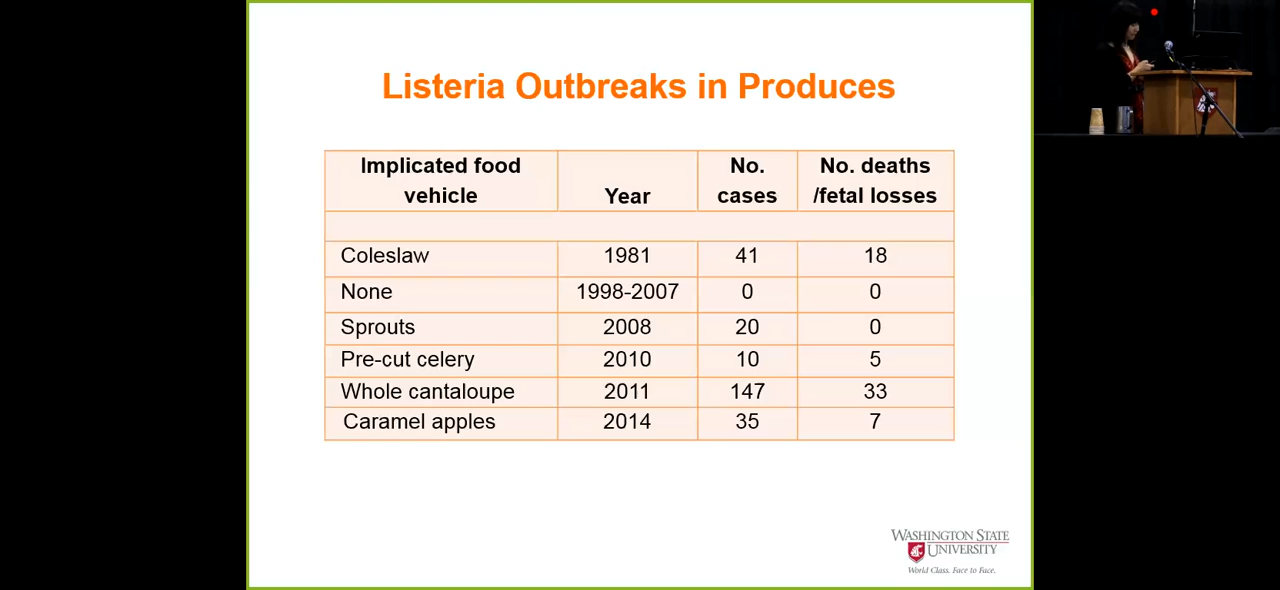 Listeria Outbreaks in Produces
Implicated food vehicle Year No. cases No. deaths /fetal losses
Coleslaw 1981 41 18
None 1998-2007 0 0
Sprouts 2008 20 0
Pre-cut celery 2010 10 5
Whole cantaloupe 2011 147 33
Caramel apples 2014 35 7
WASHINGTON STATE
UNIVERSITY
World Class. Face to Face.